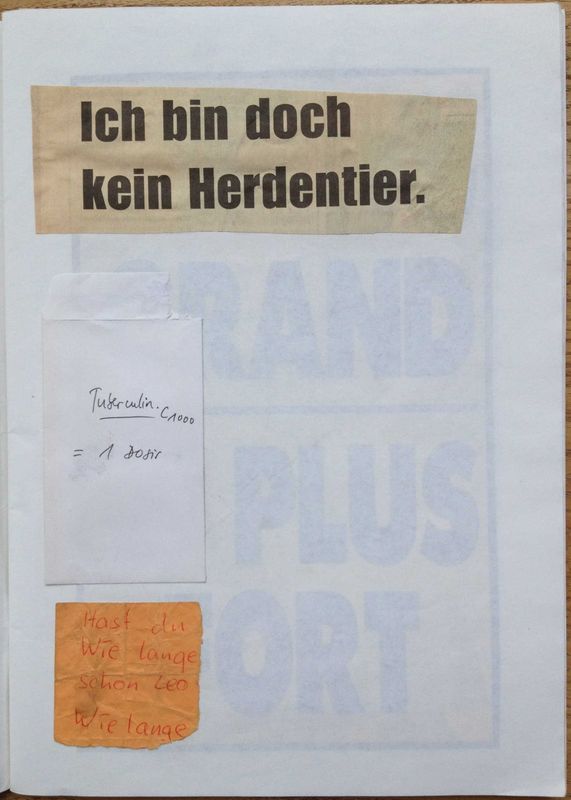 Ich bin doch
kein Herdentier.
GRAND
PLUS
FORT
Tuberculin. C1000
= 1 Dosis
Hast du
Wie lange
schon Leo
Wie lange